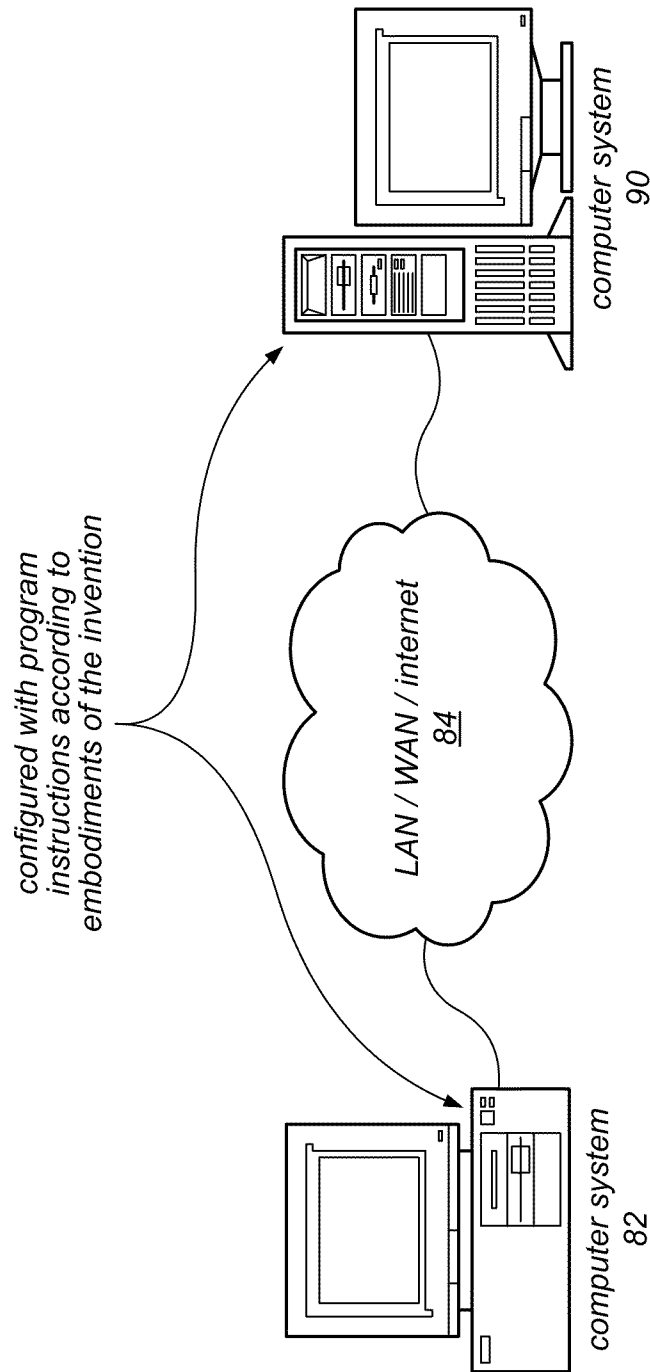 configured with program
instructions according to
embodiments of the invention
LAN / WAN / internet
84
computer system
82
computer system
90